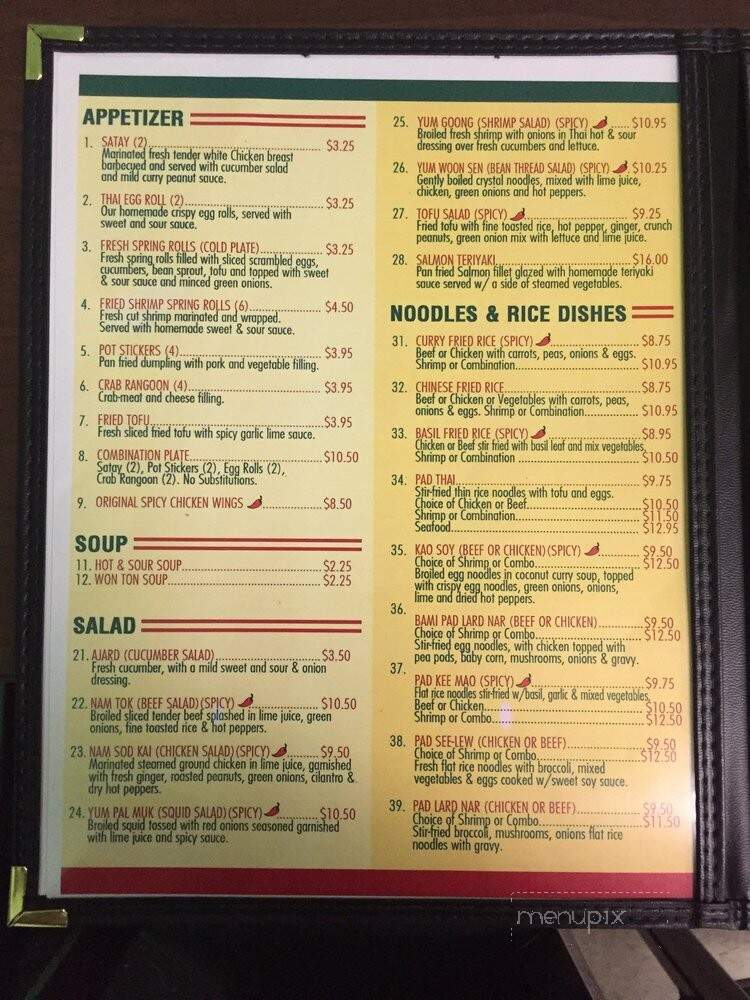 APPETIZER
1. SATAY (2)........ $3.25
Marinated fresh tender white Chicken breast
barbecued and served with cucumber salad
and mild curry peanut sauce.
2. THAI EGG ROLL (2)........ $3.25
Our homemade crispy egg rolls, served with
sweet and sour sauce.
3. FRESH SPRING ROLLS (COLD PLATE)........ $3.25
Fresh spring rolls filled with sliced scrambled eggs,
cucumbers, bean sprout, tofu and topped with sweet
& sour sauce and minced green onions.
4. FRIED SHRIMP SPRING ROLLS (6)........ $4.50
Fresh cut shrimp marinated and wrapped.
Served with homemade sweet & sour sauce.
5. POT STICKERS (4)........ $3.95
Pan fried dumpling with pork and vegetable filling.
6. CRAB RANGOON (4)........ $3.95
Crab-meat and cheese filling.
7. FRIED TOFU........ $3.95
Fresh sliced fried tofu with spicy garlic lime sauce.
8. COMBINATION PLATE........ $10.50
Satay (2), Pot Stickers (2), Egg Rolls (2),
Crab Rangoon (2). No Substitutions.
9. ORIGINAL SPICY CHICKEN WINGS........ $8.50
SOUP
11. HOT & SOUR SOUP........ $2.25
12. WON TON SOUP........ $2.25
SALAD
21. AJARD (CUCUMBER SALAD)........ $3.50
Fresh cucumber, with a mild sweet and sour & onion
dressing.
22. NAM TOK (BEEF SALAD) (SPICY)........ $10.50
Broiled sliced tender beef splashed in lime juice, green
onions, fine toasted rice & hot peppers.
23. NAM SOD KAI (CHICKEN SALAD) (SPICY)........ $9.50
Marinated steamed ground chicken in lime juice, garnished
with fresh ginger, roasted peanuts, green onions, cilantro &
dry hot peppers.
24. YUM PAL MUK (SQUID SALAD) (SPICY)........ $10.50
Broiled squid tossed with red onions seasoned garnished
with lime juice and spicy sauce.
25. YUM GOONG (SHRIMP SALAD) (SPICY)........ $10.95
Broiled fresh shrimp with onions in Thai hot & sour
dressing over fresh cucumbers and lettuce.
26. YUM WOON SEN (BEAN THREAD SALAD) (SPICY) $10.25
Gently boiled crystal noodles, mixed with lime juice,
chicken, green onions and hot peppers.
27. TOFU SALAD (SPICY)........ $9.25
Fried tofu with fine toasted rice, hot pepper, ginger, crunch
peanuts, green onion mix with lettuce and lime juice.
28. SALMON TERIYAKI........ $16.00
Pan fried Salmon fillet glazed with homemade teriyaki
sauce served w/ a side of steamed vegetables.
NOODLES & RICE DISHES
31. CURRY FRIED RICE (SPICY)........ $8.75
Beef or Chicken with carrots, peas, onions & eggs.
Shrimp or Combination........ $10.95
32. CHINESE FRIED RICE........ $8.75
Beef or Chicken or Vegetables with carrots, peas,
onions & eggs. Shrimp or Combination........ $10.95
33. BASIL FRIED RICE (SPICY)........ $8.95
Chicken or Beef stir fried with basil leaf and mix vegetables,
Shrimp or Combination........ $10.50
34. PAD THAI........ $9.75
Stir-fried thin rice noodles with tofu and eggs.
Choice of Chicken or Beef........ $10.50
Shrimp or Combination........ $11.50
Seafood........ $12.95
35. KAO SOY (BEEF OR CHICKEN) (SPICY)........ $9.50
Choice of Shrimp or Combo........ $12.50
Broiled egg noodles in coconut curry soup, topped
with crispy egg noodles, green onions, onions,
lime and dried hot peppers.
36.
BAMI PAD LARD NAR (BEEF OR CHICKEN)........ $9.50
Choice of Shrimp or Combo........ $12.50
Stir-fried egg noodles, with chicken topped with
pea pods, baby corn, mushrooms, onions & gravy.
37.
PAD KEE MAO (SPICY)........ $9.75
Flat rice noodles stir-fried w/basil, garlic & mixed vegetables,
Beef or Chicken........ $10.50
Shrimp or Combo........ $12.50
38. PAD SEE-LEW (CHICKEN OR BEEF)........ $9.50
Choice of Shrimp or Combo........ $12.50
Fresh flat rice noodles with broccoli, mixed
vegetables & eggs cooked w/sweet soy sauce.
39. PAD LARD NAR (CHICKEN OR BEEF)........ $9.50
Choice of Shrimp or Combo........ $11.50
Stir-fried broccoli, mushrooms, onions flat rice
noodles with gravy.
menupix